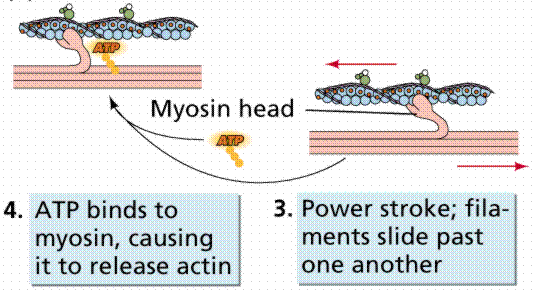 ATP
Myosin head
ATP
4. ATP binds to
myosin, causing
it to release actin
3. Power stroke; fila-
ments slide past
one another